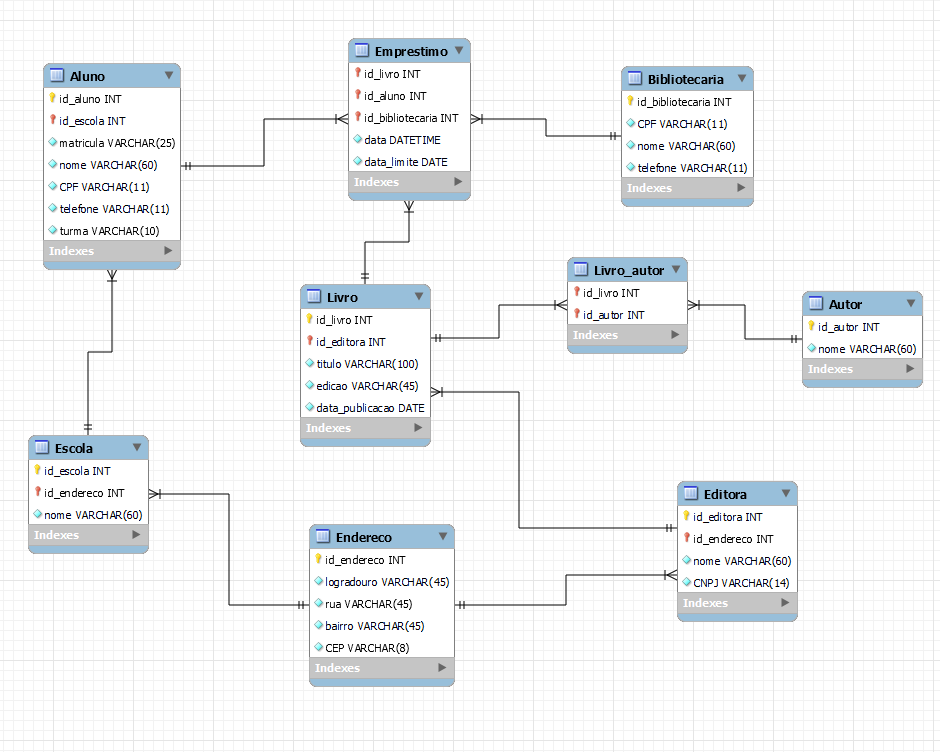 Aluno
id_aluno INT
id_escola INT
matricula VARCHAR(25)
nome VARCHAR(60)
CPF VARCHAR(11)
telefone VARCHAR(11)
turma VARCHAR(10)
Indexes
Emprestimo
id_livro INT
id_aluno INT
id_bibliotecaria INT
data DATETIME
data_limite DATE
Indexes
Bibliotecaria
id_bibliotecaria INT
CPF VARCHAR(11)
nome VARCHAR(60)
telefone VARCHAR(11)
Indexes
Livro
id_livro INT
id_editora INT
titulo VARCHAR(100)
edicao VARCHAR(45)
data_publicacao DATE
Indexes
Livro_autor
id_livro INT
id_autor INT
Indexes
Autor
id_autor INT
nome VARCHAR(60)
Indexes
Escola
id_escola INT
id_endereco INT
nome VARCHAR(60)
Indexes
Endereco
id_endereco INT
logradouro VARCHAR(45)
rua VARCHAR(45)
bairro VARCHAR(45)
CEP VARCHAR(8)
Indexes
Editora
id_editora INT
id_endereco INT
nome VARCHAR(60)
CNPJ VARCHAR(14)
Indexes